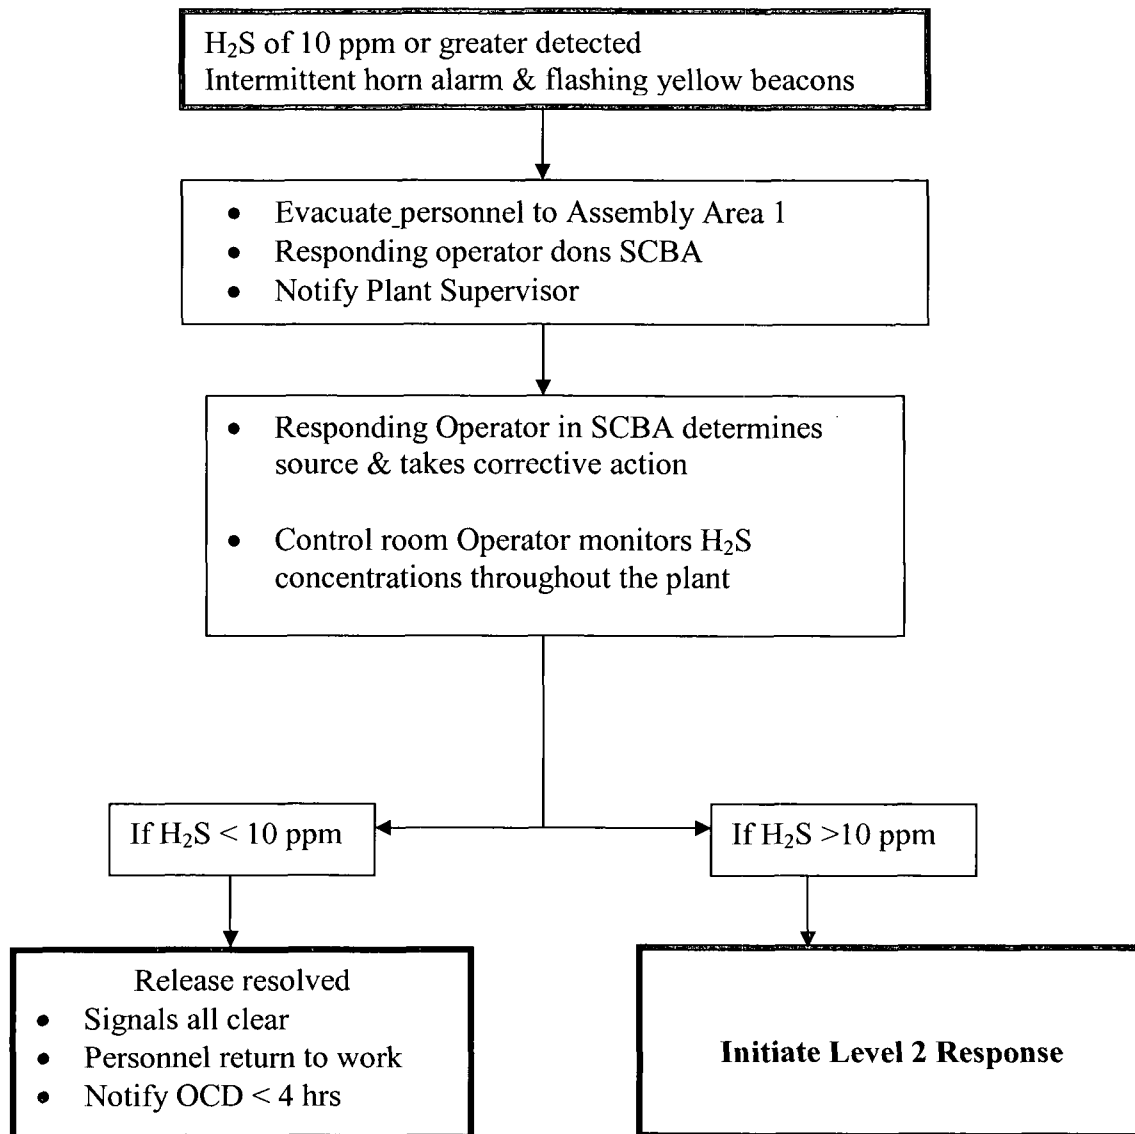 H₂S of 10 ppm or greater detected
Intermittent horn alarm & flashing yellow beacons
• Evacuate personnel to Assembly Area 1
• Responding operator dons SCBA
• Notify Plant Supervisor
• Responding Operator in SCBA determines
source & takes corrective action
• Control room Operator monitors H₂S
concentrations throughout the plant
If H₂S < 10 ppm
If H₂S >10 ppm
Release resolved
• Signals all clear
• Personnel return to work
• Notify OCD < 4 hrs
Initiate Level 2 Response